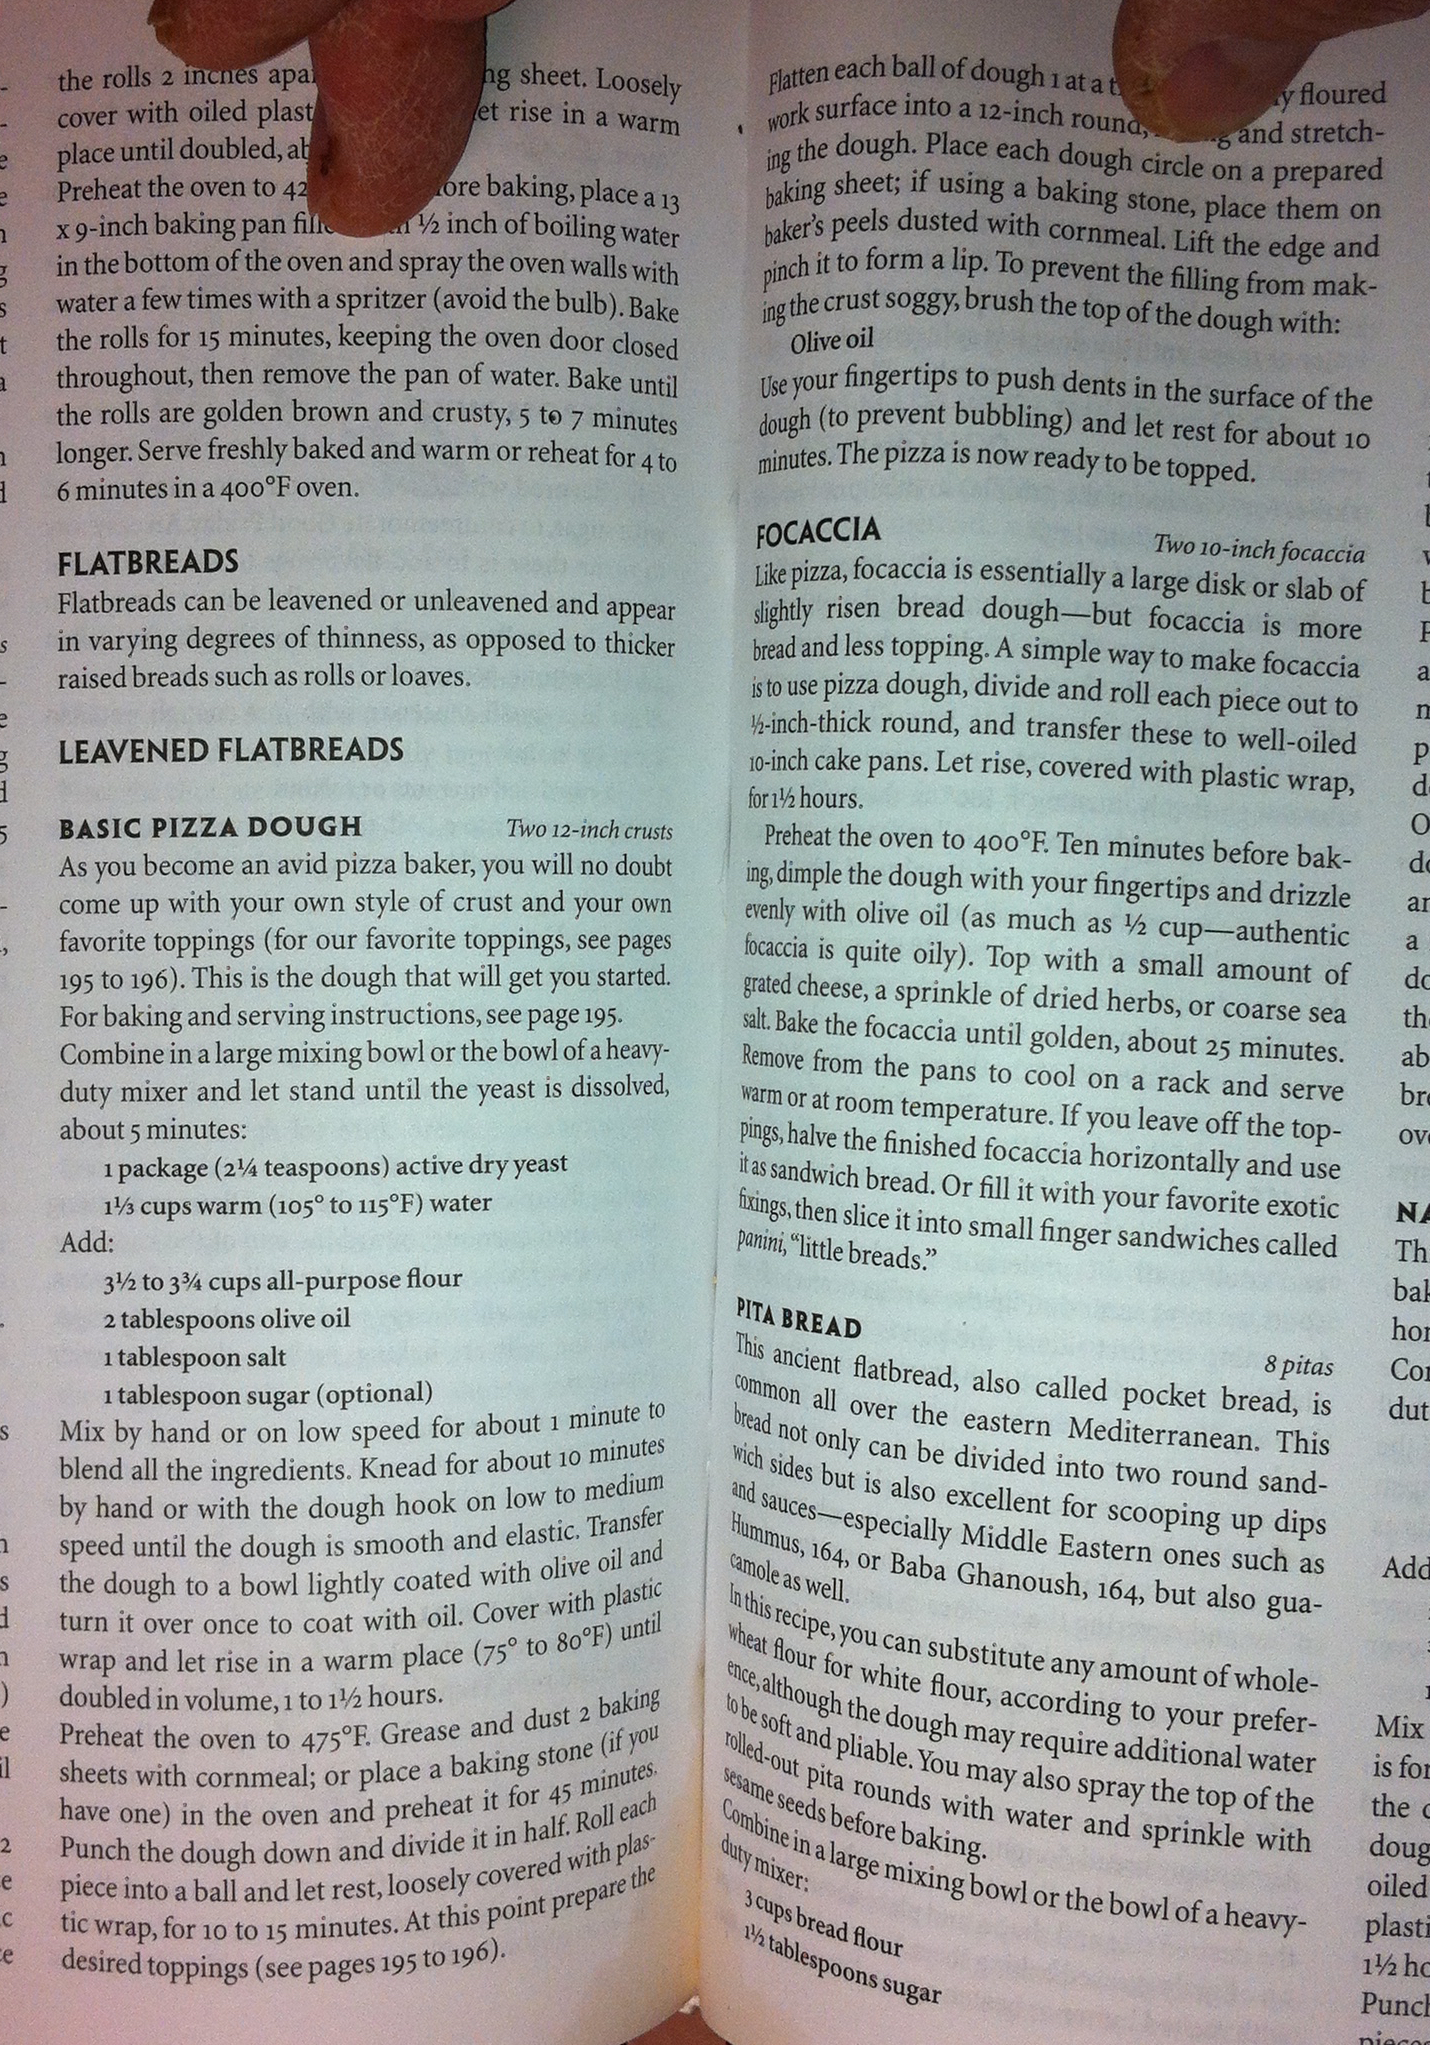 the rolls 2 inches sheet. Loosely
cover with oiled rise in a warm
place until doubled,
Preheat the oven to baking, place a 13
x 9-inch baking pan ½ inch of boiling water
in the bottom of the oven and spray the oven walls with
water a few times with a spritzer (avoid the bulb). Bake
the rolls for 15 minutes, keeping the oven door closed
throughout, then remove the pan of water. Bake until
the rolls are golden brown and crusty, 5 to 7 minutes
longer. Serve freshly baked and warm or reheat for 4 to
6 minutes in a 400°F oven.
FLATBREADS
Flatbreads can be leavened or unleavened and appear
in varying degrees of thinness, as opposed to thicker
raised breads such as rolls or loaves.
LEAVENED FLATBREADS
BASIC PIZZA DOUGH Two 12-inch crusts
As you become an avid pizza baker, you will no doubt
come up with your own style of crust and your own
favorite toppings (for our favorite toppings, see pages
195 to 196). This is the dough that will get you started.
For baking and serving instructions, see page 195.
Combine in a large mixing bowl or the bowl of a heavy-
duty mixer and let stand until the yeast is dissolved,
about 5 minutes:
1 package (2¼ teaspoons) active dry yeast
1⅓ cups warm (105° to 115°F) water
Add:
3½ to 3¾ cups all-purpose flour
2 tablespoons olive oil
1 tablespoon salt
1 tablespoon sugar (optional)
Mix by hand or on low speed for about 1 minute to
blend all the ingredients. Knead for about 10 minutes
by hand or with the dough hook on low to medium
speed until the dough is smooth and elastic. Transfer
the dough to a bowl lightly coated with olive oil and
turn it over once to coat with oil. Cover with plastic
wrap and let rise in a warm place (75° to 80°F) until
doubled in volume, 1 to 1½ hours.
Preheat the oven to 475°F. Grease and dust 2 baking
sheets with cornmeal; or place a baking stone (if you
have one) in the oven and preheat it for 45 minutes.
Punch the dough down and divide it in half. Roll each
piece into a ball and let rest, loosely covered with plas-
tic wrap, for 10 to 15 minutes. At this point prepare the
desired toppings (see pages 195 to 196).
Flatten each ball of dough 1 at a floured
work surface into a 12-inch round, and stretch-
ing the dough. Place each dough circle on a prepared
baking sheet; if using a baking stone, place them on
baker's peels dusted with cornmeal. Lift the edge and
pinch it to form a lip. To prevent the filling from mak-
ing the crust soggy, brush the top of the dough with:
Olive oil
Use your fingertips to push dents in the surface of the
dough (to prevent bubbling) and let rest for about 10
minutes. The pizza is now ready to be topped.
FOCACCIA Two 10-inch focaccia
Like pizza, focaccia is essentially a large disk or slab of
slightly risen bread dough—but focaccia is more
bread and less topping. A simple way to make focaccia
is to use pizza dough, divide and roll each piece out to
½-inch-thick round, and transfer these to well-oiled
10-inch cake pans. Let rise, covered with plastic wrap,
for 1½ hours.
Preheat the oven to 400°F. Ten minutes before bak-
ing, dimple the dough with your fingertips and drizzle
evenly with olive oil (as much as ½ cup—authentic
focaccia is quite oily). Top with a small amount of
grated cheese, a sprinkle of dried herbs, or coarse sea
salt. Bake the focaccia until golden, about 25 minutes.
Remove from the pans to cool on a rack and serve
warm or at room temperature. If you leave off the top-
pings, halve the finished focaccia horizontally and use
it as sandwich bread. Or fill it with your favorite exotic
fixings, then slice it into small finger sandwiches called
panini, "little breads."
PITA BREAD 8 pitas
This ancient flatbread, also called pocket bread, is
common all over the eastern Mediterranean. This
bread not only can be divided into two round sand-
wich sides but is also excellent for scooping up dips
and sauces—especially Middle Eastern ones such as
Hummus, 164, or Baba Ghanoush, 164, but also gua-
camole as well.
In this recipe, you can substitute any amount of whole-
wheat flour for white flour, according to your prefer-
ence, although the dough may require additional water
to be soft and pliable. You may also spray the top of the
rolled-out pita rounds with water and sprinkle with
sesame seeds before baking.
Combine in a large mixing bowl or the bowl of a heavy-
duty mixer:
3 cups bread flour
1½ tablespoons sugar